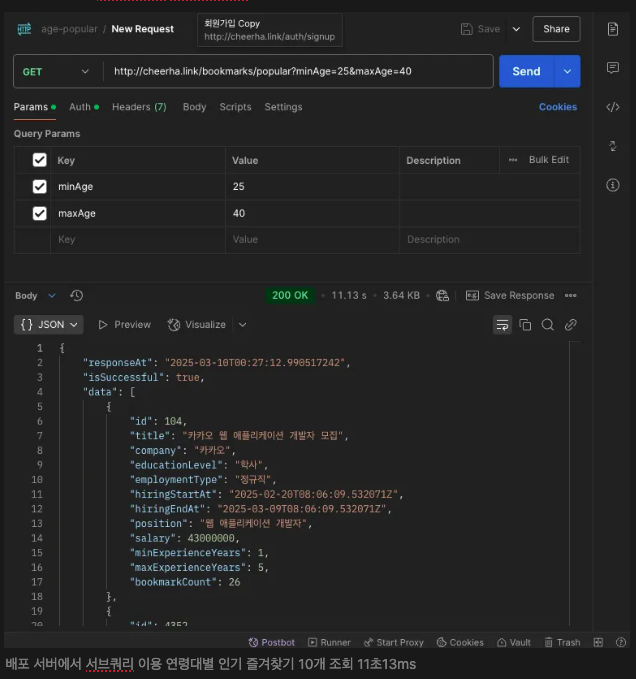 HTTP age-popular / New Request
회원가입 Copy
http://cheerha.link/auth/signup
Save
Share
GET http://cheerha.link/bookmarks/popular?minAge=25&maxAge=40 Send
Params Auth Headers (7) Body Scripts Settings Cookies
Query Params
Key Value Description Bulk Edit
minAge 25
maxAge 40
Key Value Description
Body 200 OK 11.13 s 3.64 KB Save Response
{} JSON Preview Visualize
1 {
2 "responseAt": "2025-03-10T00:27:12.990517242",
3 "isSuccessful": true,
4 "data": [
5 {
6 "id": 104,
7 "title": "카카오 웹 애플리케이션 개발자 모집",
8 "company": "카카오",
9 "educationLevel": "학사",
10 "employmentType": "정규직",
11 "hiringStartAt": "2025-02-20T08:06:09.532071Z",
12 "hiringEndAt": "2025-03-09T08:06:09.532071Z",
13 "position": "웹 애플리케이션 개발자",
14 "salary": 43000000,
15 "minExperienceYears": 1,
16 "maxExperienceYears": 5,
17 "bookmarkCount": 26
18 },
19 {
20 "id": 4352
Postbot Runner Start Proxy Cookies Vault Trash
배포 서버에서 서브쿼리 이용 연령대별 인기 즐겨찾기 10개 조회 11초13ms